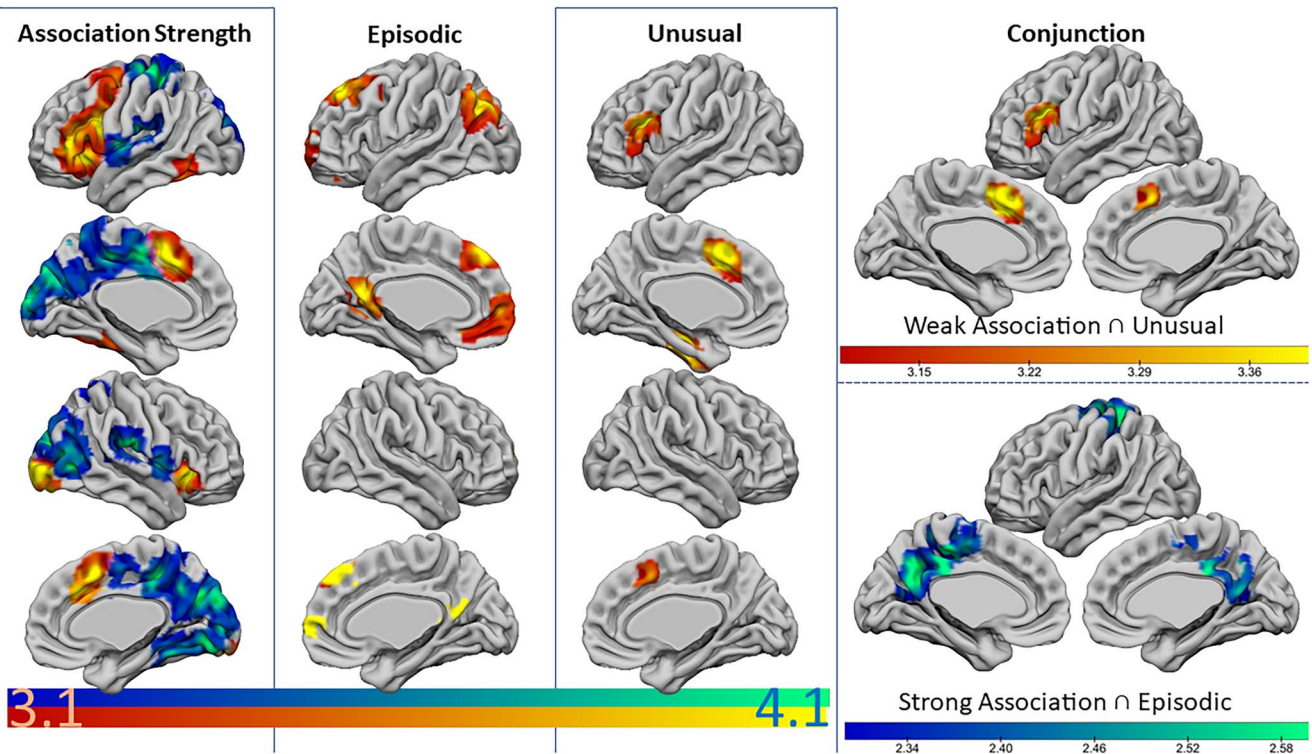 Association Strength
Episodic
Unusual
Conjunction
Weak Association ∩ Unusual
3.15 3.22 3.29 3.36
3.1 4.1
Strong Association ∩ Episodic
2.34 2.40 2.46 2.52 2.58